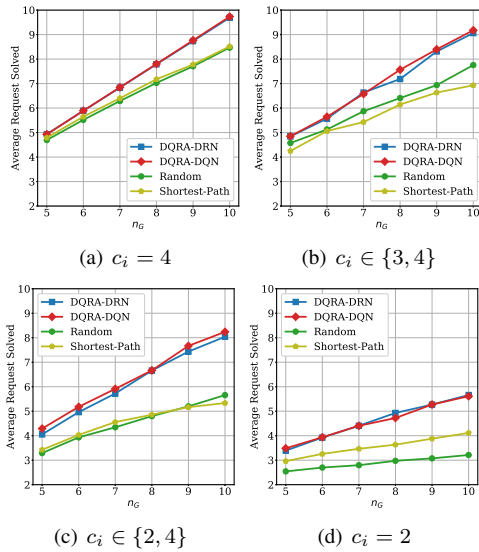 10
9
8
7
6
5
4
3
2
Average Request Solved
DQRA-DRN
DQRA-DQN
Random
Shortest-Path
5 6 7 8 9 10
n_G
(a) c_i = 4
10
9
8
7
6
5
4
3
2
Average Request Solved
DQRA-DRN
DQRA-DQN
Random
Shortest-Path
5 6 7 8 9 10
n_G
(b) c_i ∈ {3, 4}
10
9
8
7
6
5
4
3
2
Average Request Solved
DQRA-DRN
DQRA-DQN
Random
Shortest-Path
5 6 7 8 9 10
n_G
(c) c_i ∈ {2, 4}
10
9
8
7
6
5
4
3
2
Average Request Solved
DQRA-DRN
DQRA-DQN
Random
Shortest-Path
5 6 7 8 9 10
n_G
(d) c_i = 2